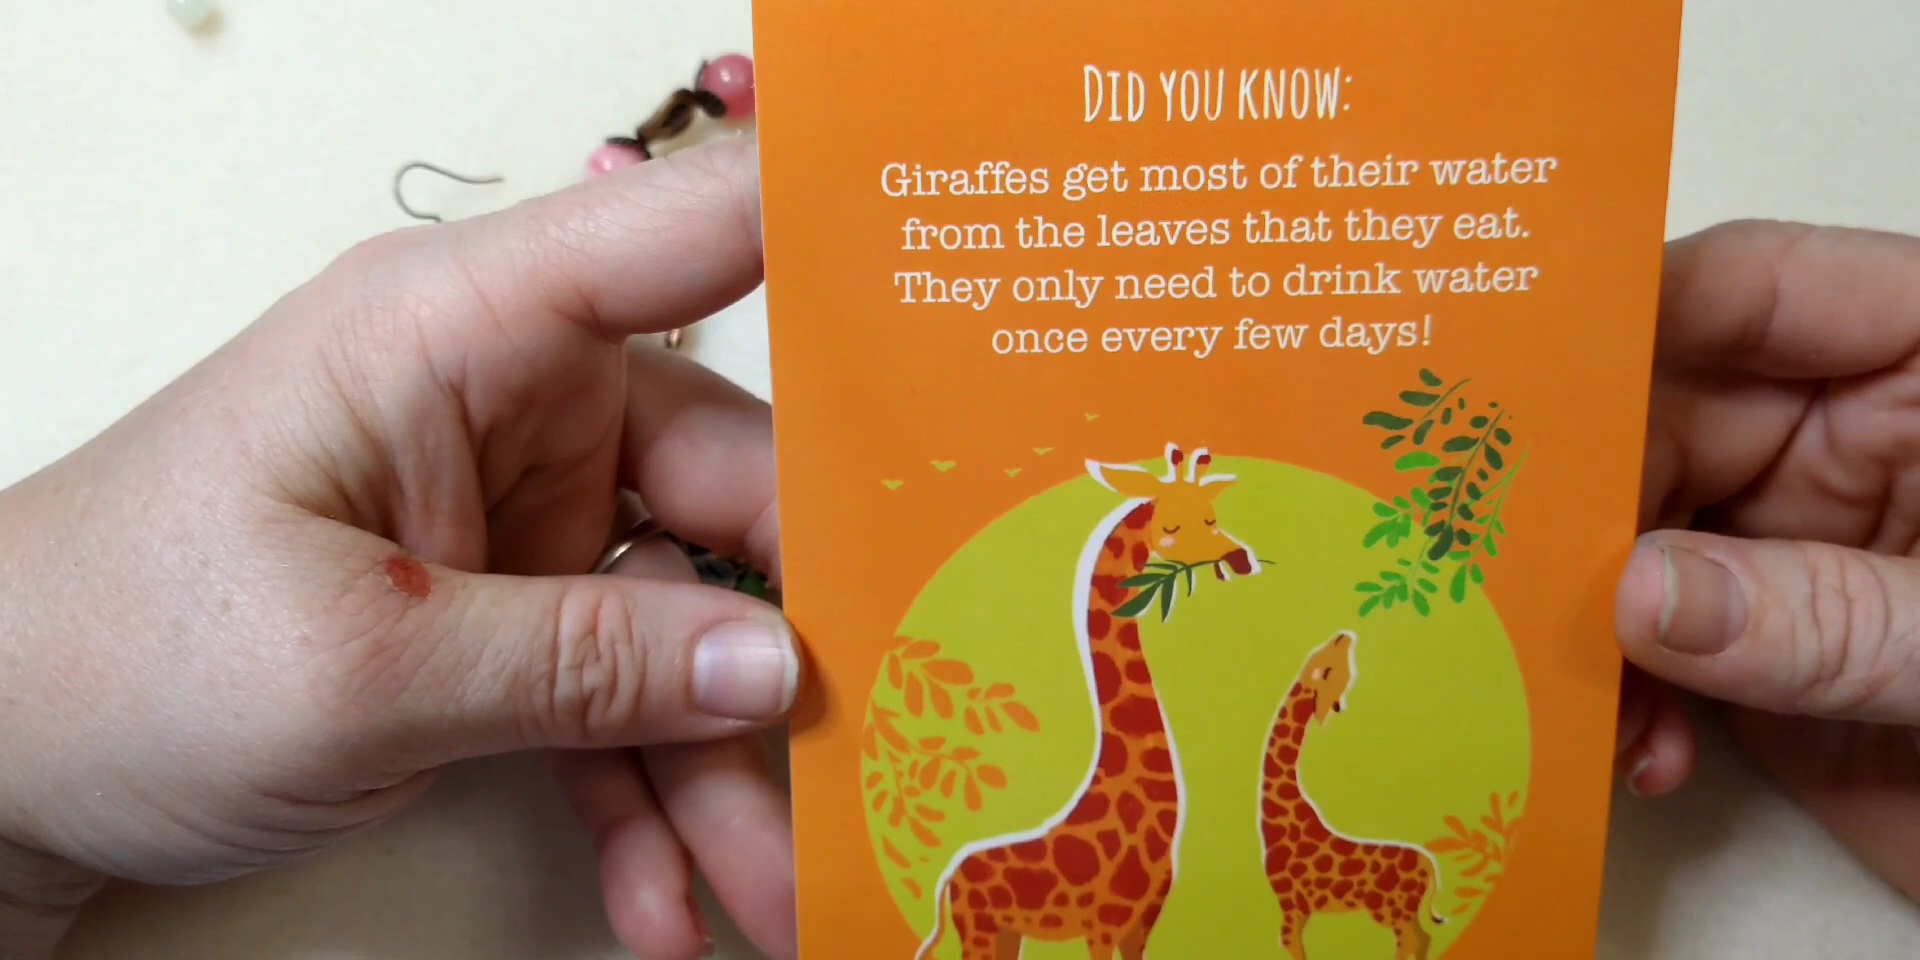 DID YOU KNOW:
Giraffes get most of their water
from the leaves that they eat.
They only need to drink water
once every few days!